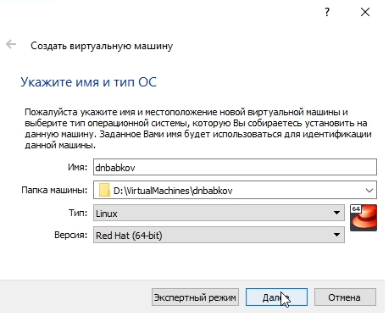 ?
Создать виртуальную машину
Укажите имя и тип ОС
Пожалуйста укажите имя и местоположение новой виртуальной машины и
выберите тип операционной системы, которую Вы собираетесь установить на
данную машину. Заданное Вами имя будет использоваться для идентификации
данной машины.
Имя: dnbabkov
Папка машины: D:\VirtualMachines\dnbabkov
Тип: Linux
64
Версия: Red Hat (64-bit)
Экспертный режим Далее Отмена